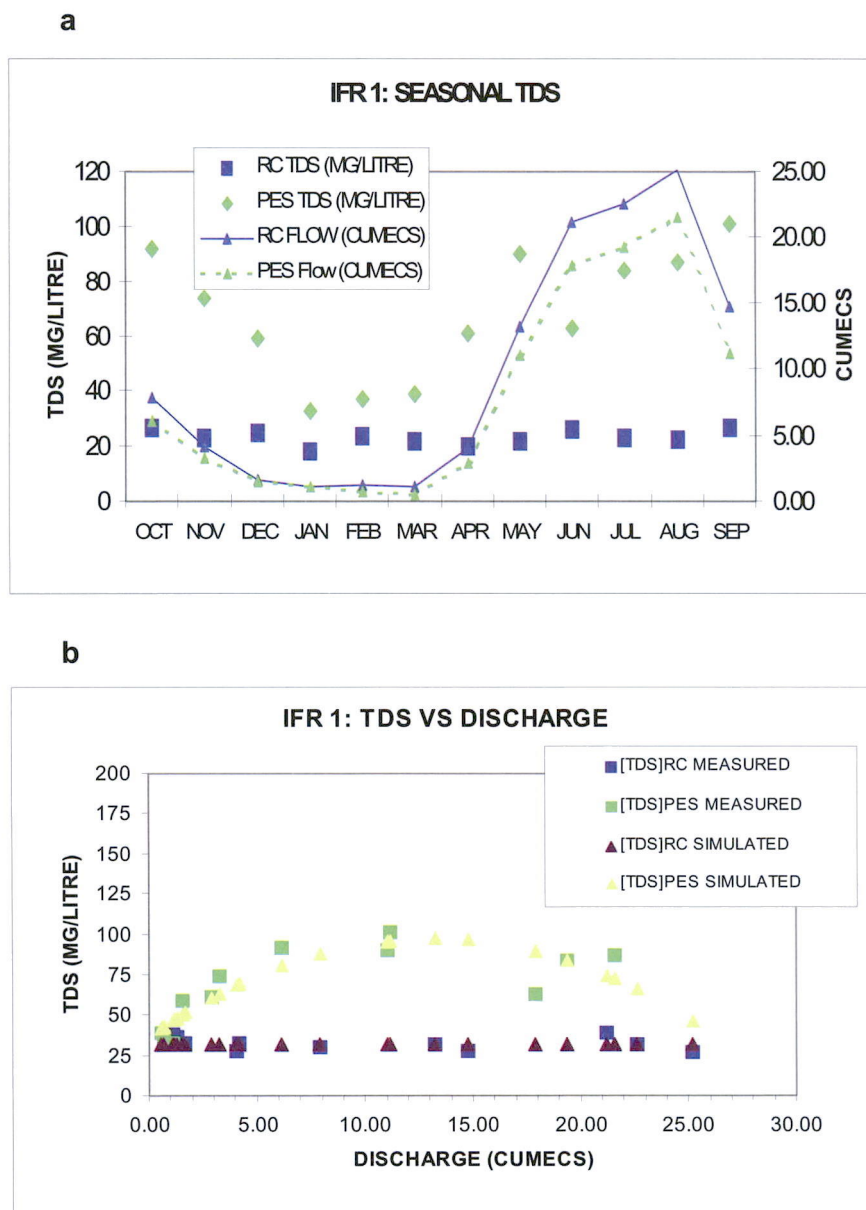 a
IFR 1: SEASONAL TDS
RC TDS (MG/LITRE)
PES TDS (MG/LITRE)
RC FLOW (CUMECS)
PES Flow (CUMECS)
120
100
80
60
40
20
0
TDS (MG/LITRE)
25.00
20.00
15.00
10.00
5.00
0.00
CUMECS
OCT NOV DEC JAN FEB MAR APR MAY JUN JUL AUG SEP
b
IFR 1: TDS VS DISCHARGE
[TDS]RC MEASURED
[TDS]PES MEASURED
[TDS]RC SIMULATED
[TDS]PES SIMULATED
200
175
150
125
100
75
50
25
0
TDS (MG/LITRE)
0.00 5.00 10.00 15.00 20.00 25.00 30.00
DISCHARGE (CUMECS)